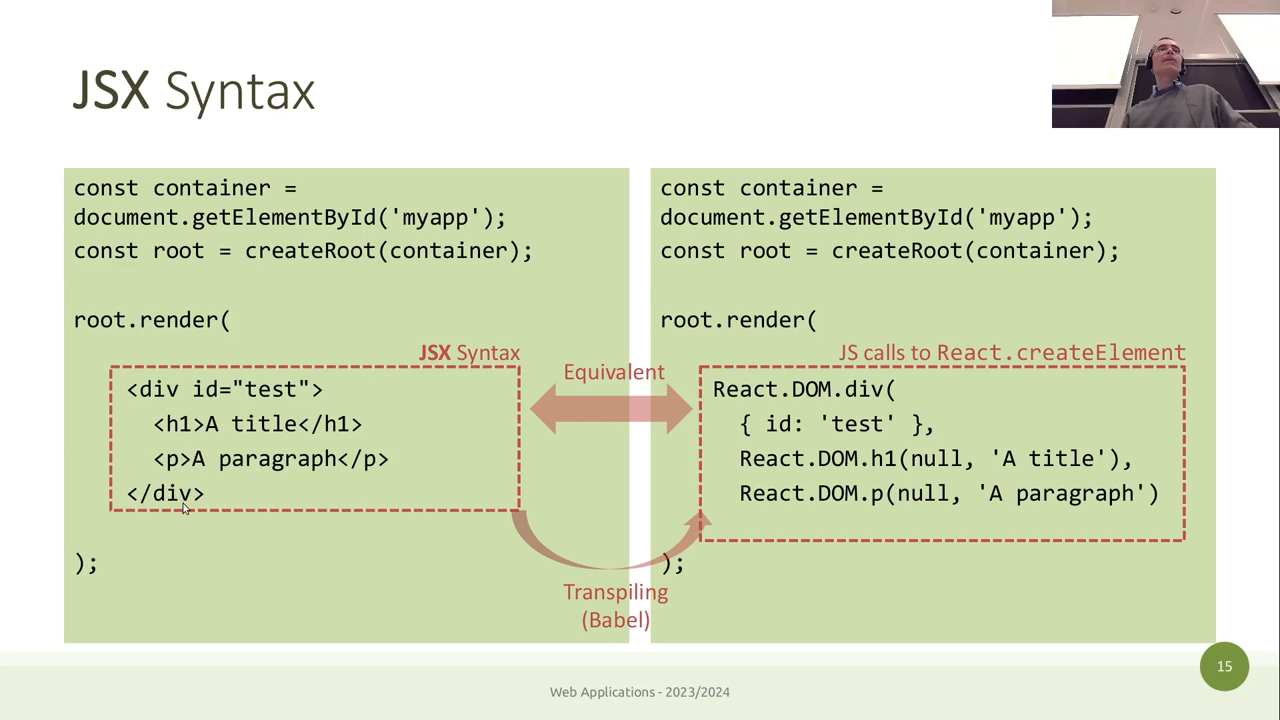 JSX Syntax
const container =
document.getElementById('myapp');
const root = createRoot(container);
root.render(
JSX Syntax
<div id="test">
<h1>A title</h1>
<p>A paragraph</p>
</div>
);
Equivalent
Transpiling
(Babel)
const container =
document.getElementById('myapp');
const root = createRoot(container);
root.render(
JS calls to React.createElement
React.DOM.div(
{ id: 'test' },
React.DOM.h1(null, 'A title'),
React.DOM.p(null, 'A paragraph')
);
15
Web Applications - 2023/2024